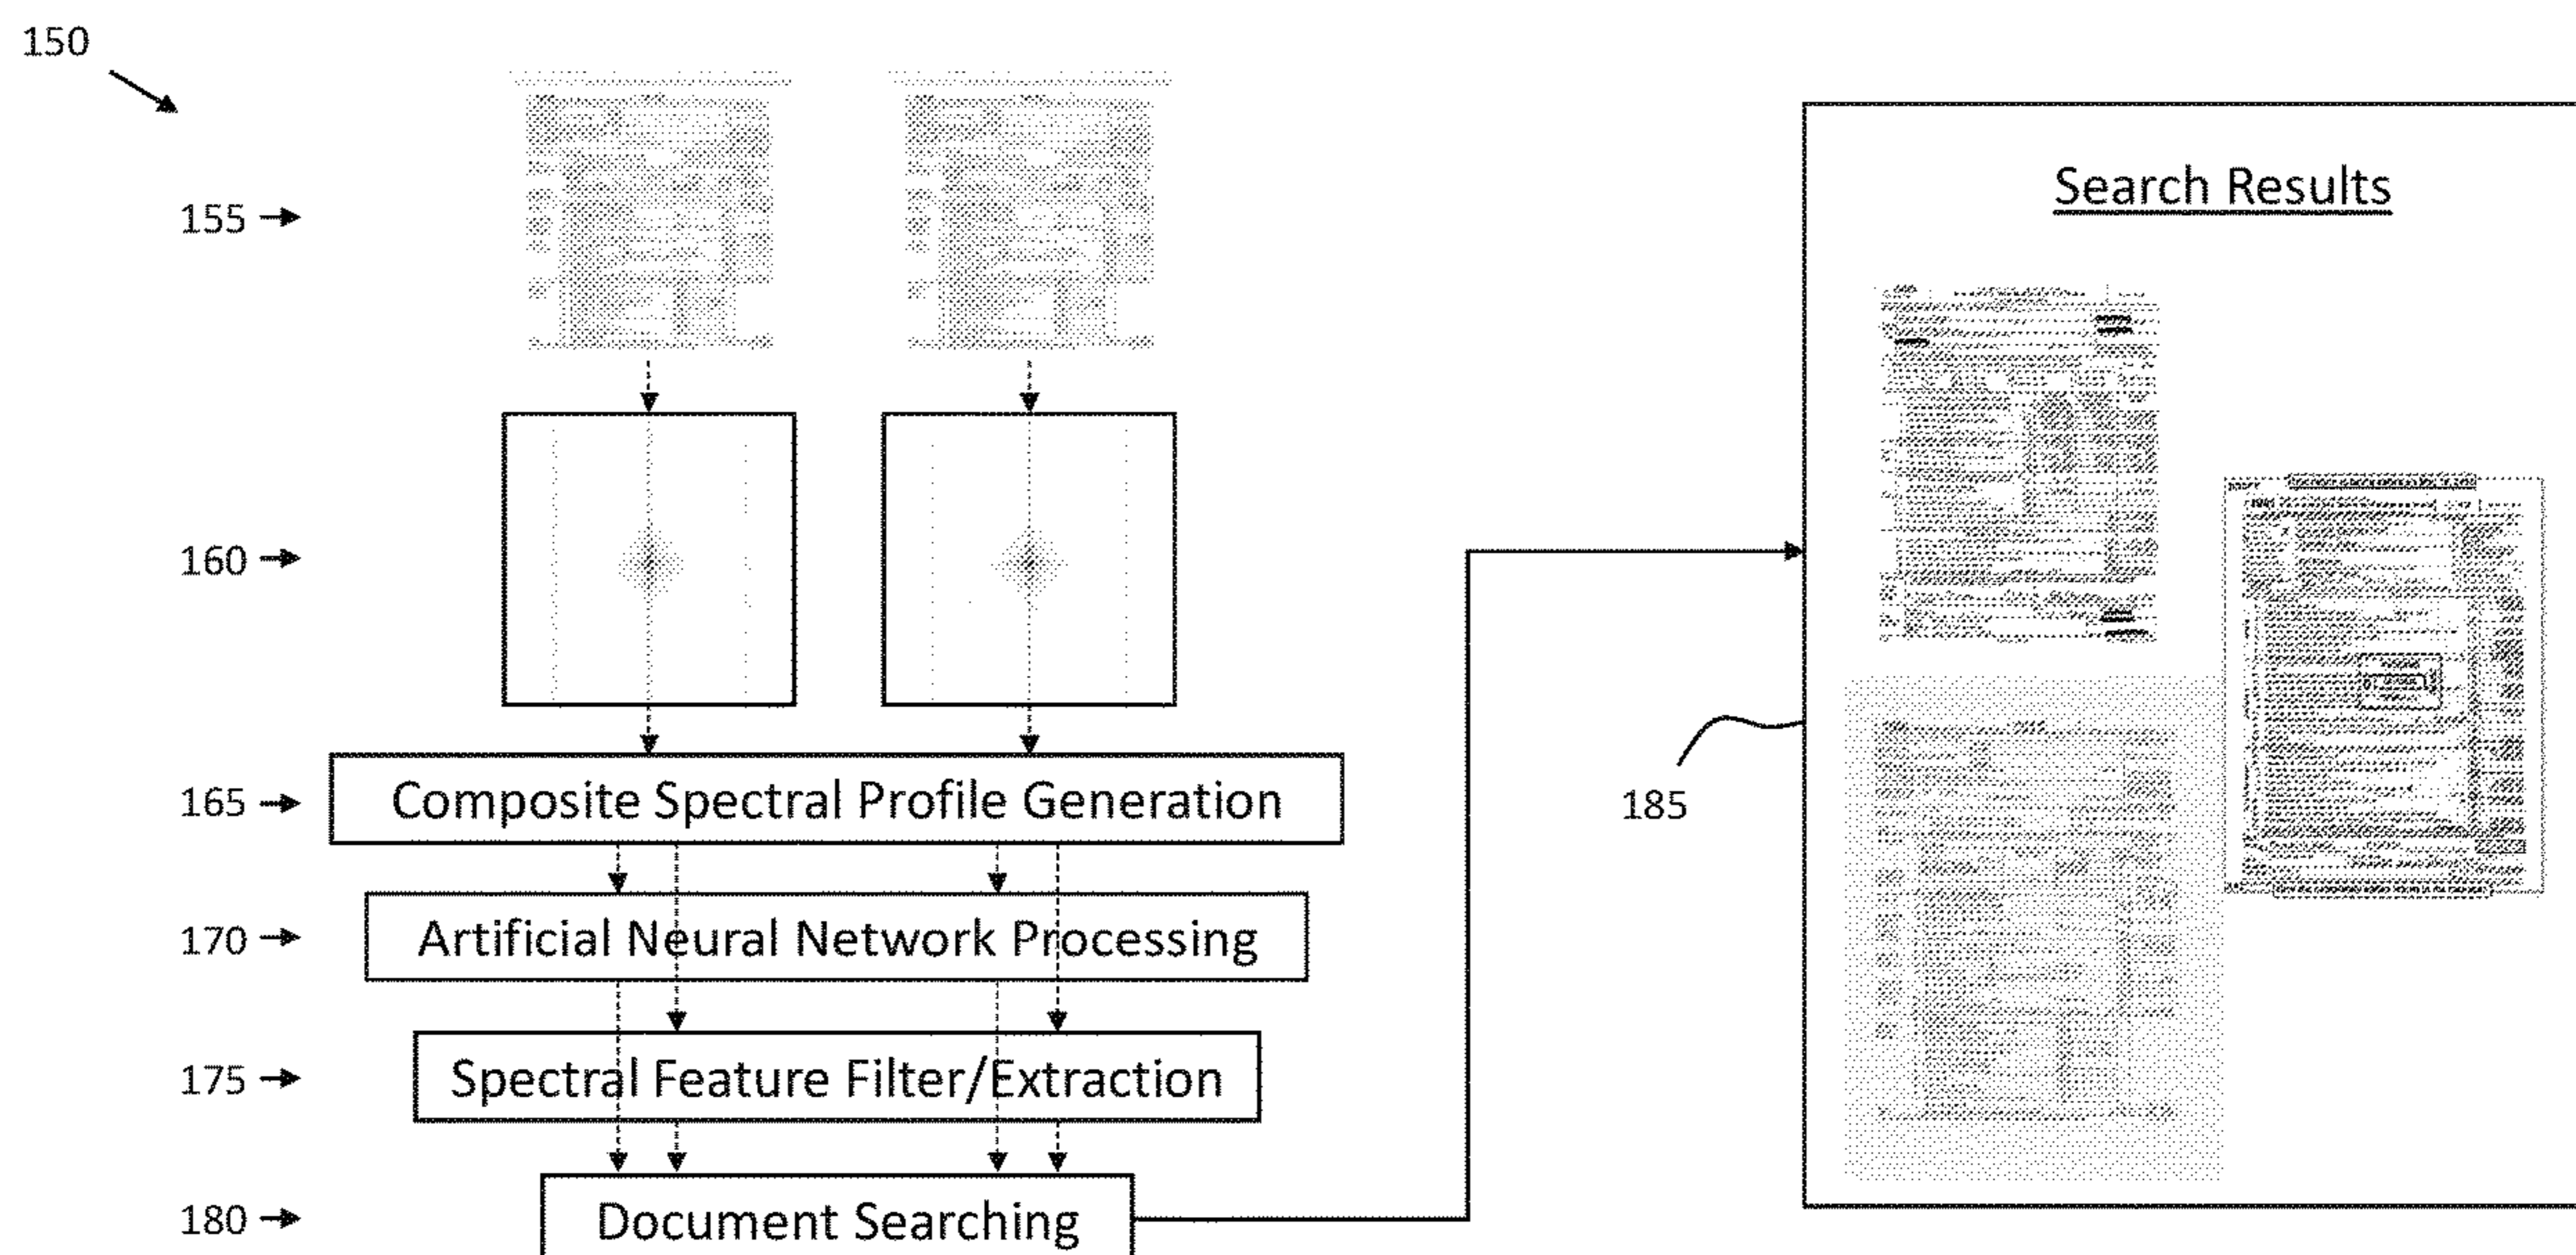 150
155
Search Results
160
165
Composite Spectral Profile Generation
185
170
Artificial Neural Network Processing
175
Spectral Feature Filter/Extraction
180
Document Searching